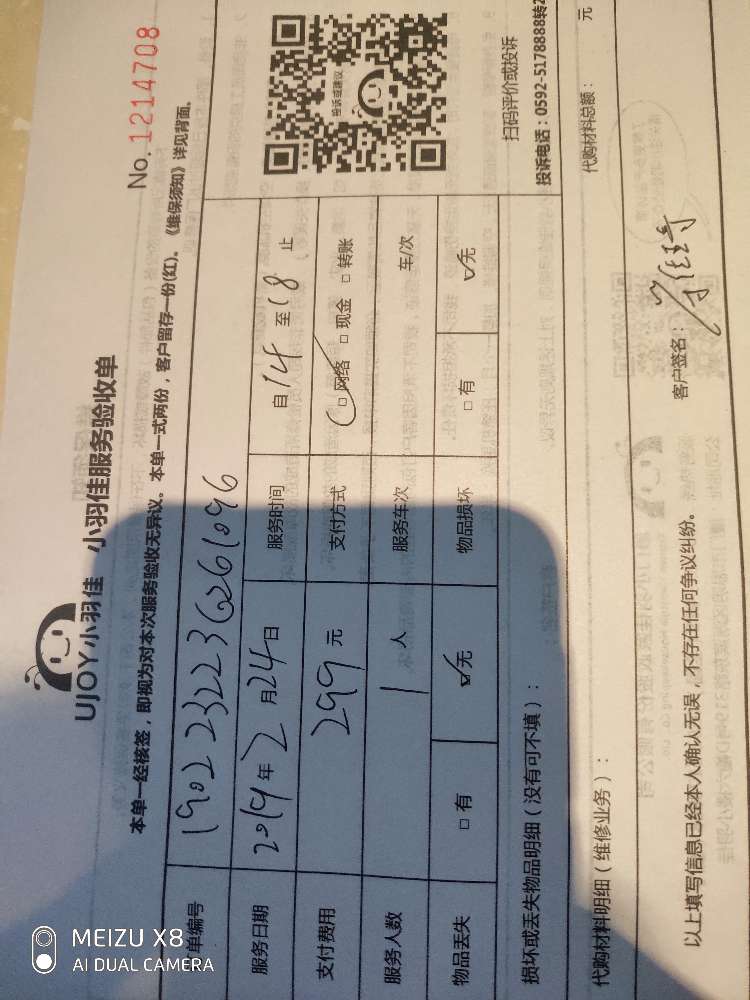 UJOY小羽佳 小羽佳服务验收单
No.1214708
本单一经核签，即视为对本次服务验收无异议。本单一式两份，客户留存一份(红)。《维保须知》详见背面。
单编号 190223223626 1096
服务日期 2019年2月24日 服务时间 自14至18止
支付费用 299元 支付方式 网络 现金 转账
服务人数 1人 服务车次 车/次
物品丢失 有 无 物品损坏 有 无
投诉或建议
扫码评价或投诉
投诉电话：0592-5178888转2
损坏或丢失物品明细（没有可不填）：
代购材料明细（维修业务）： 代购材料总额： 元
以上填写信息已经本人确认无误，不存在任何争议纠纷。 客户签名：
MEIZU X8
AI DUAL CAMERA